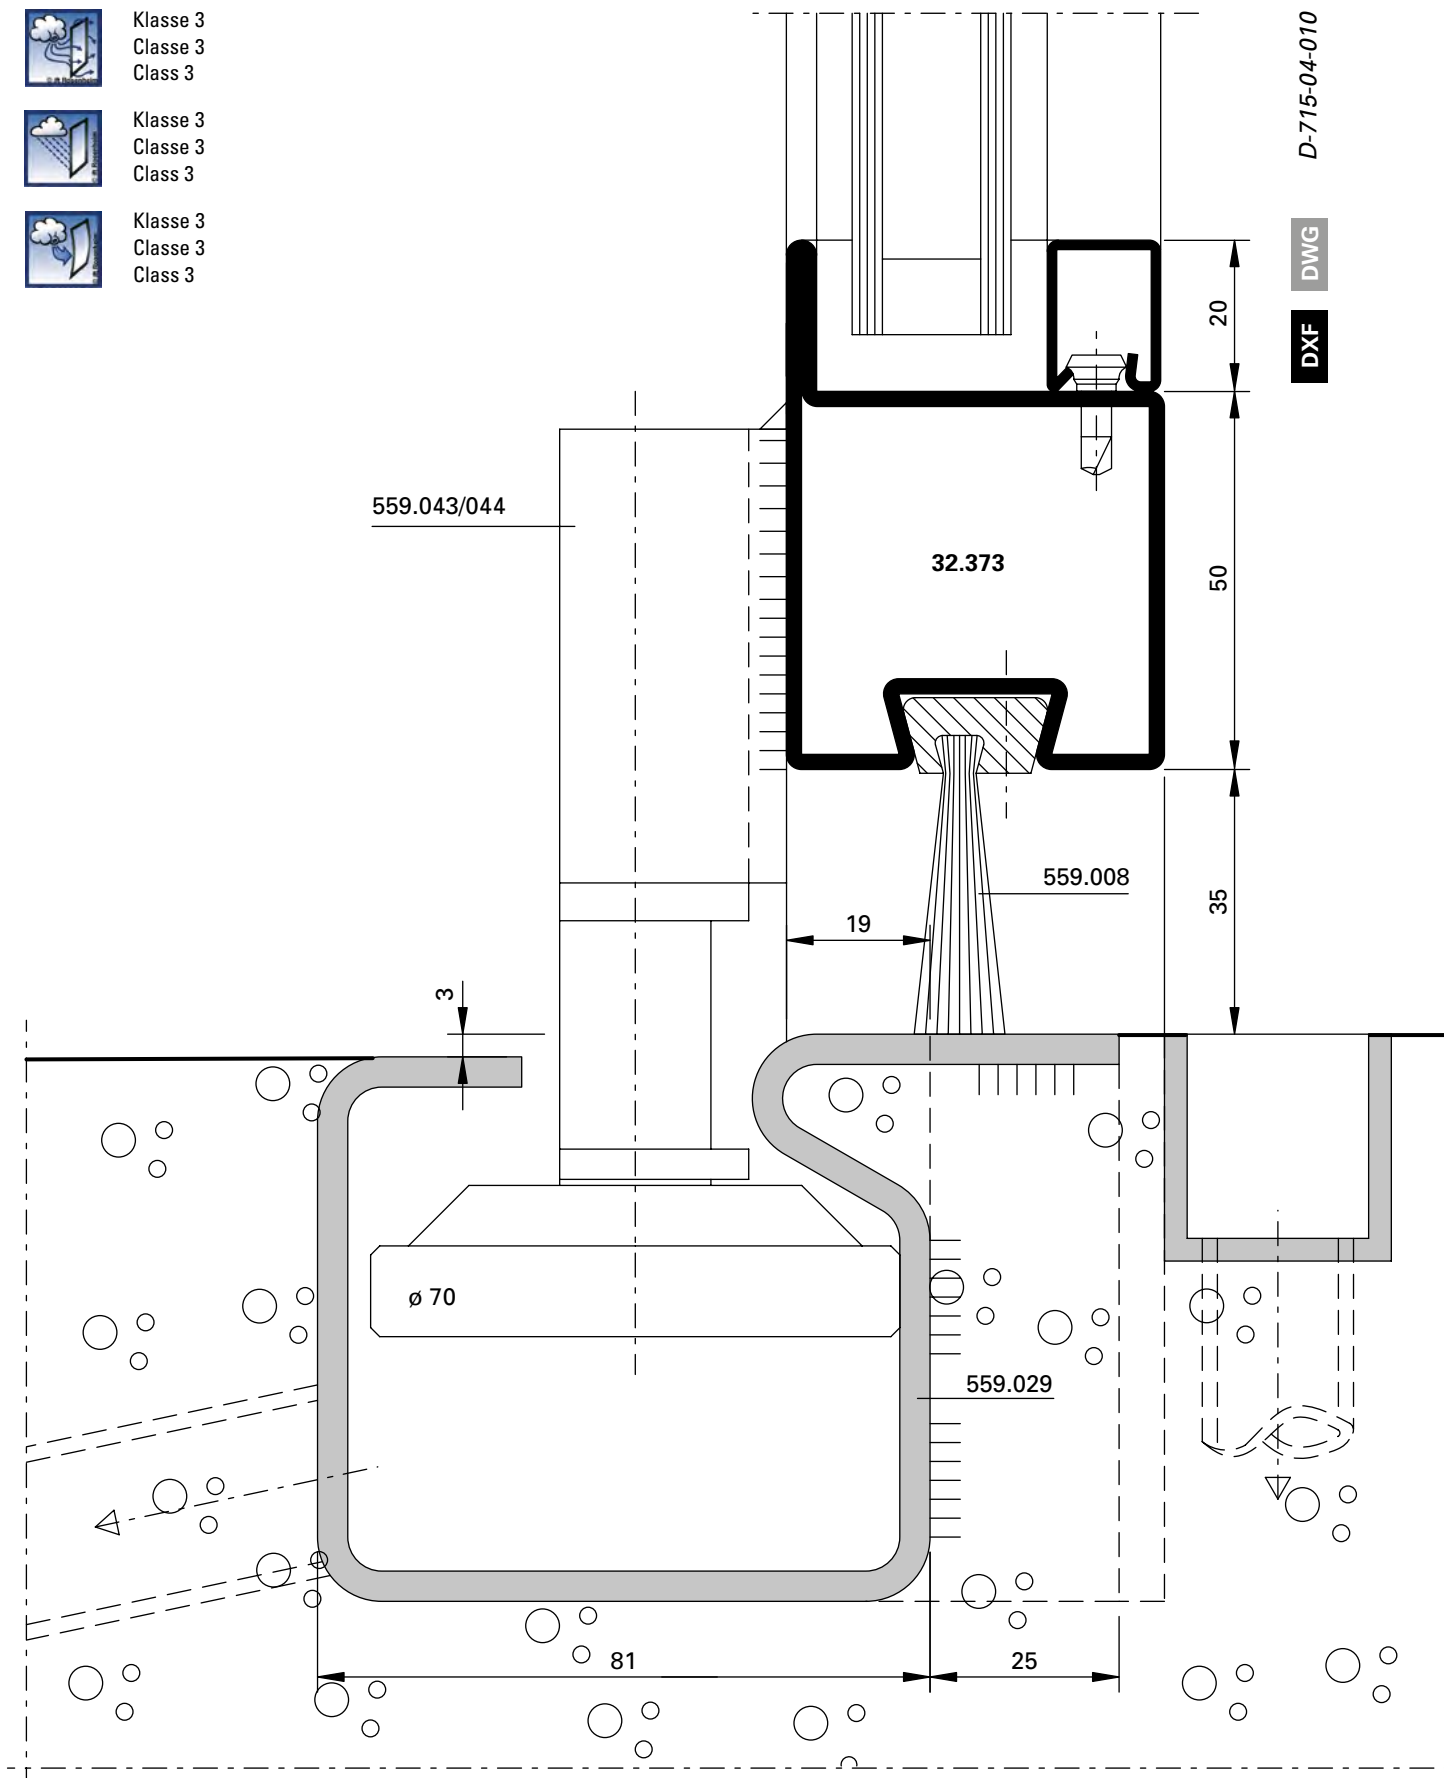 Klasse 3
Classe 3
Class 3
Klasse 3
Classe 3
Class 3
Klasse 3
Classe 3
Class 3
D-715-04-010
DWG
DXF
20
559.043/044
32.373
50
559.008
35
19
3
ø 70
559.029
81
25